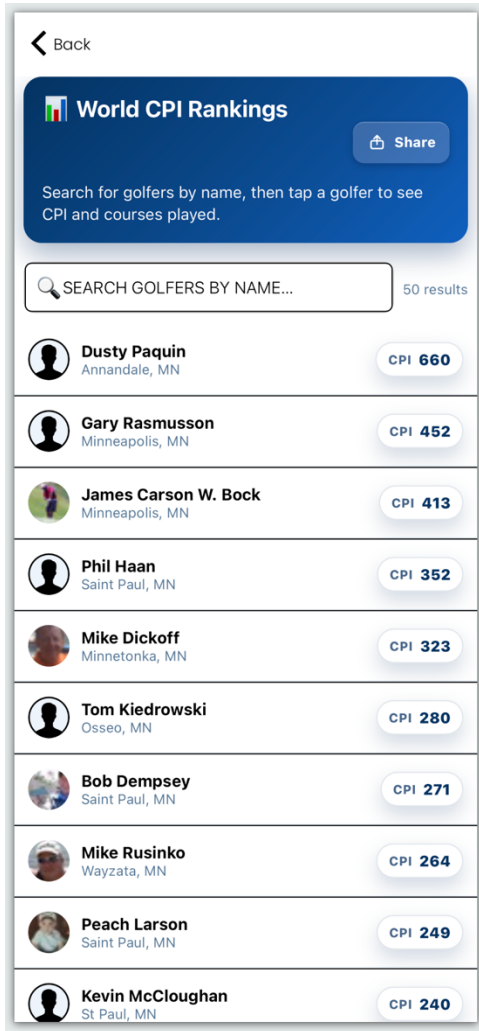 Back
World CPI Rankings
Share
Search for golfers by name, then tap a golfer to see
CPI and courses played.
SEARCH GOLFERS BY NAME...
50 results
Dusty Paquin
Annandale, MN
CPI 660
Gary Rasmusson
Minneapolis, MN
CPI 452
James Carson W. Bock
Minneapolis, MN
CPI 413
Phil Haan
Saint Paul, MN
CPI 352
Mike Dickoff
Minnetonka, MN
CPI 323
Tom Kiedrowski
Osseo, MN
CPI 280
Bob Dempsey
Saint Paul, MN
CPI 271
Mike Rusinko
Wayzata, MN
CPI 264
Peach Larson
Saint Paul, MN
CPI 249
Kevin McCloughan
St Paul, MN
CPI 240